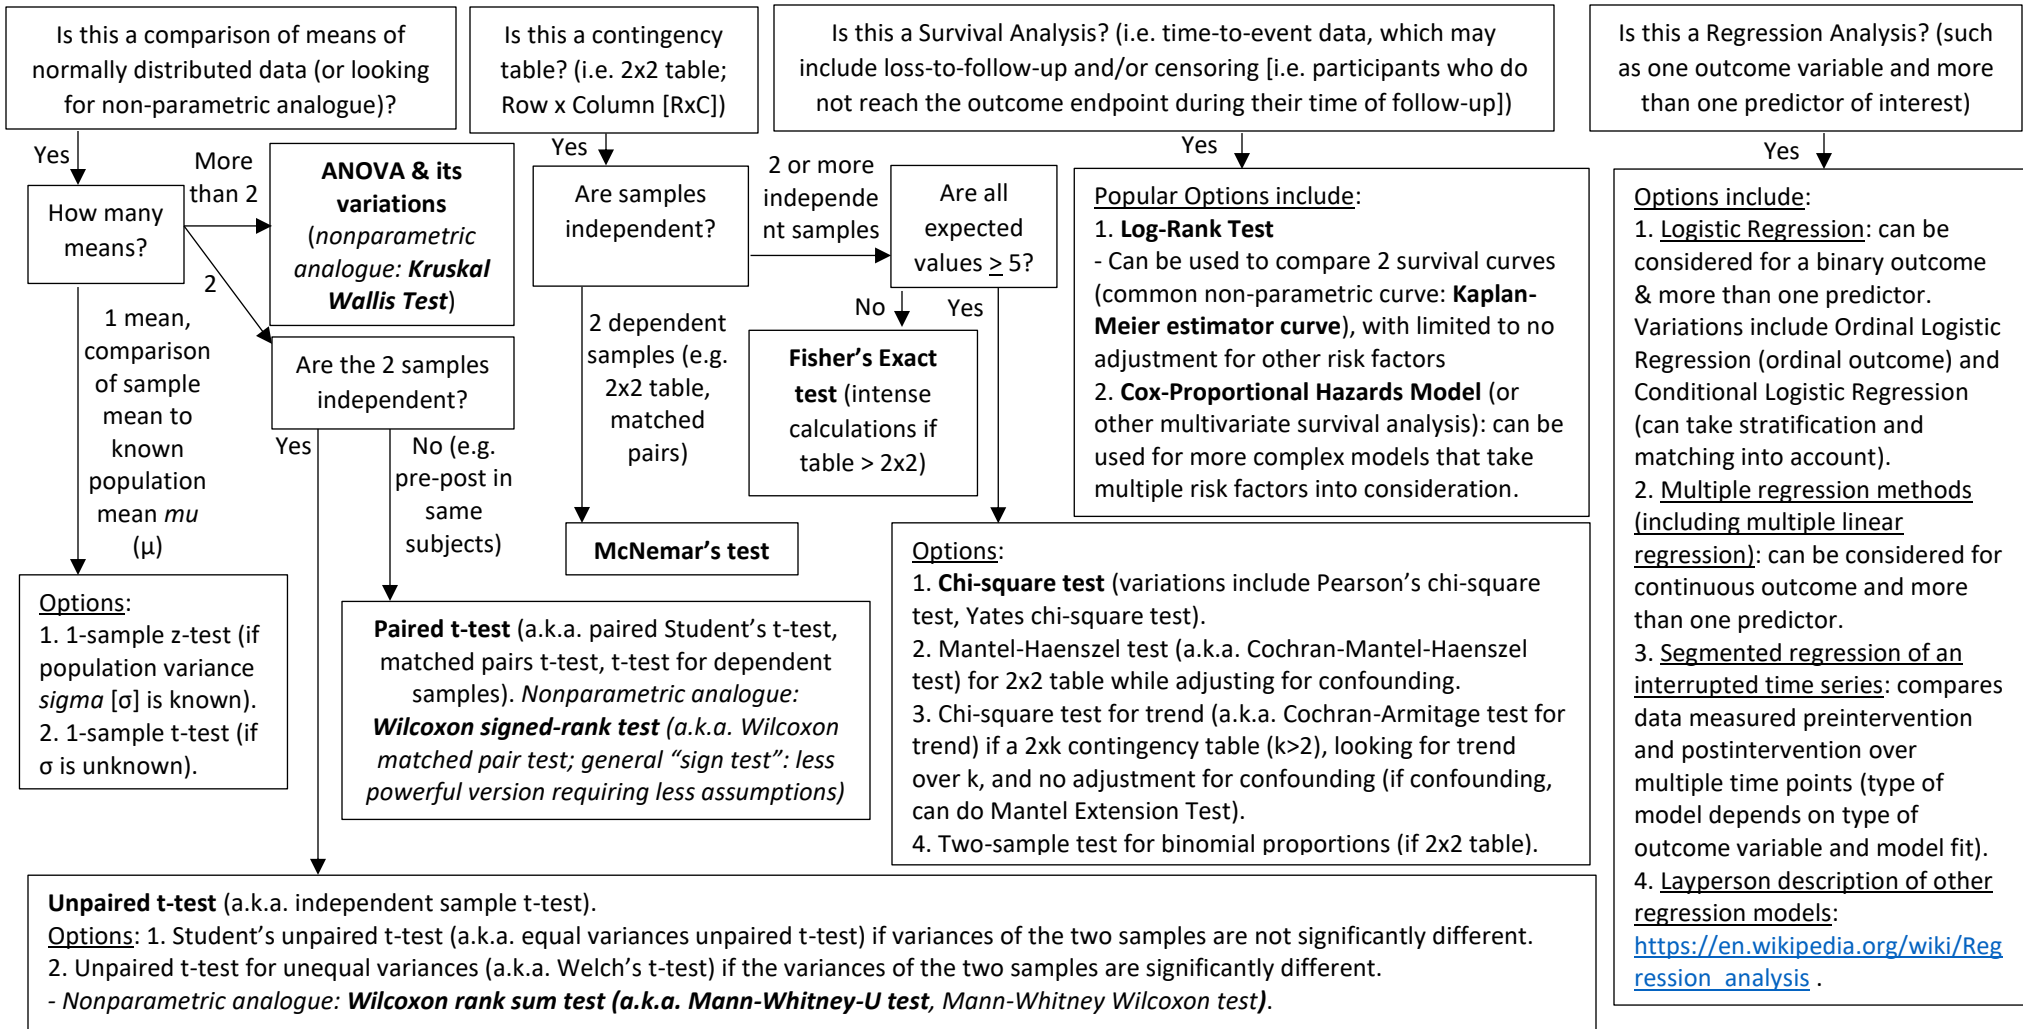 Is this a comparison of means of
normally distributed data (or looking
for non-parametric analogue)?
Yes
How many
means?
More
than 2
ANOVA & its
variations
(nonparametric
analogue: Kruskal
Wallis Test)
2
1 mean,
comparison
of sample
mean to
known
population
mean mu
(μ)
Are the 2 samples
independent?
Yes
No (e.g.
pre-post in
same
subjects)
Options:
1. 1-sample z-test (if
population variance
sigma [σ] is known).
2. 1-sample t-test (if
σ is unknown).
Paired t-test (a.k.a. paired Student’s t-test,
matched pairs t-test, t-test for dependent
samples). Nonparametric analogue:
Wilcoxon signed-rank test (a.k.a. Wilcoxon
matched pair test; general “sign test”: less
powerful version requiring less assumptions)
Unpaired t-test (a.k.a. independent sample t-test).
Options: 1. Student’s unpaired t-test (a.k.a. equal variances unpaired t-test) if variances of the two samples are not significantly different.
2. Unpaired t-test for unequal variances (a.k.a. Welch’s t-test) if the variances of the two samples are significantly different.
- Nonparametric analogue: Wilcoxon rank sum test (a.k.a. Mann-Whitney-U test, Mann-Whitney Wilcoxon test).
Is this a contingency
table? (i.e. 2x2 table;
Row x Column [RxC])
Yes
Are samples
independent?
2 or more
independe
nt samples
Are all
expected
values ≥ 5?
2 dependent
samples (e.g.
2x2 table,
matched
pairs)
No
Yes
Fisher’s Exact
test (intense
calculations if
table > 2x2)
McNemar’s test
Options:
1. Chi-square test (variations include Pearson’s chi-square
test, Yates chi-square test).
2. Mantel-Haenszel test (a.k.a. Cochran-Mantel-Haenszel
test) for 2x2 table while adjusting for confounding.
3. Chi-square test for trend (a.k.a. Cochran-Armitage test for
trend) if a 2xk contingency table (k>2), looking for trend
over k, and no adjustment for confounding (if confounding,
can do Mantel Extension Test).
4. Two-sample test for binomial proportions (if 2x2 table).
Is this a Survival Analysis? (i.e. time-to-event data, which may
include loss-to-follow-up and/or censoring [i.e. participants who do
not reach the outcome endpoint during their time of follow-up])
Yes
Popular Options include:
1. Log-Rank Test
- Can be used to compare 2 survival curves
(common non-parametric curve: Kaplan-
Meier estimator curve), with limited to no
adjustment for other risk factors
2. Cox-Proportional Hazards Model (or
other multivariate survival analysis): can be
used for more complex models that take
multiple risk factors into consideration.
Is this a Regression Analysis? (such
as one outcome variable and more
than one predictor of interest)
Yes
Options include:
1. Logistic Regression: can be
considered for a binary outcome
& more than one predictor.
Variations include Ordinal Logistic
Regression (ordinal outcome) and
Conditional Logistic Regression
(can take stratification and
matching into account).
2. Multiple regression methods
(including multiple linear
regression): can be considered for
continuous outcome and more
than one predictor.
3. Segmented regression of an
interrupted time series: compares
data measured preintervention
and postintervention over
multiple time points (type of
model depends on type of
outcome variable and model fit).
4. Layperson description of other
regression models:
https://en.wikipedia.org/wiki/Reg
ression_analysis .